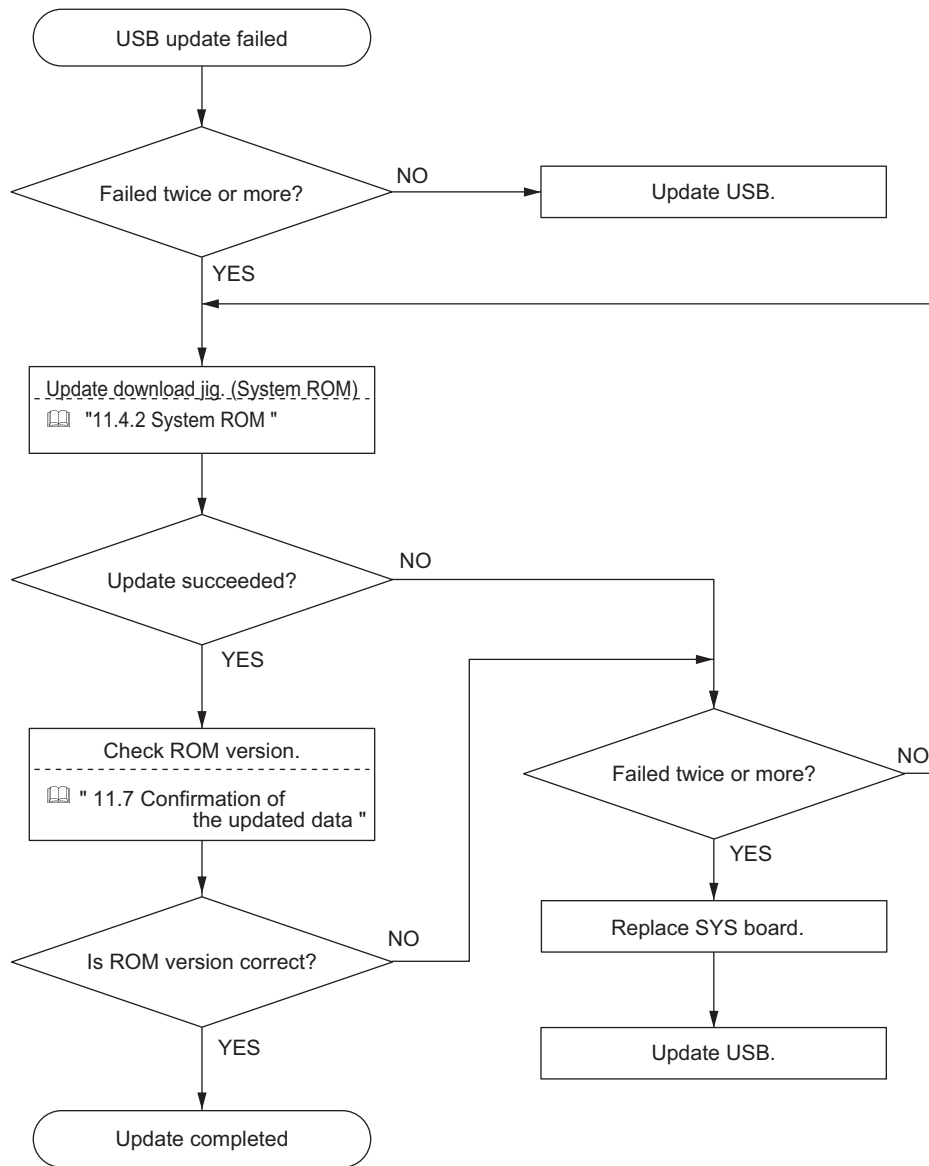 USB update failed
Failed twice or more?
NO
Update USB.
YES
Update download jig. (System ROM)
"11.4.2 System ROM "
Update succeeded?
NO
YES
Check ROM version.
" 11.7 Confirmation of
the updated data "
Failed twice or more?
NO
YES
Replace SYS board.
Is ROM version correct?
NO
YES
Update USB.
Update completed